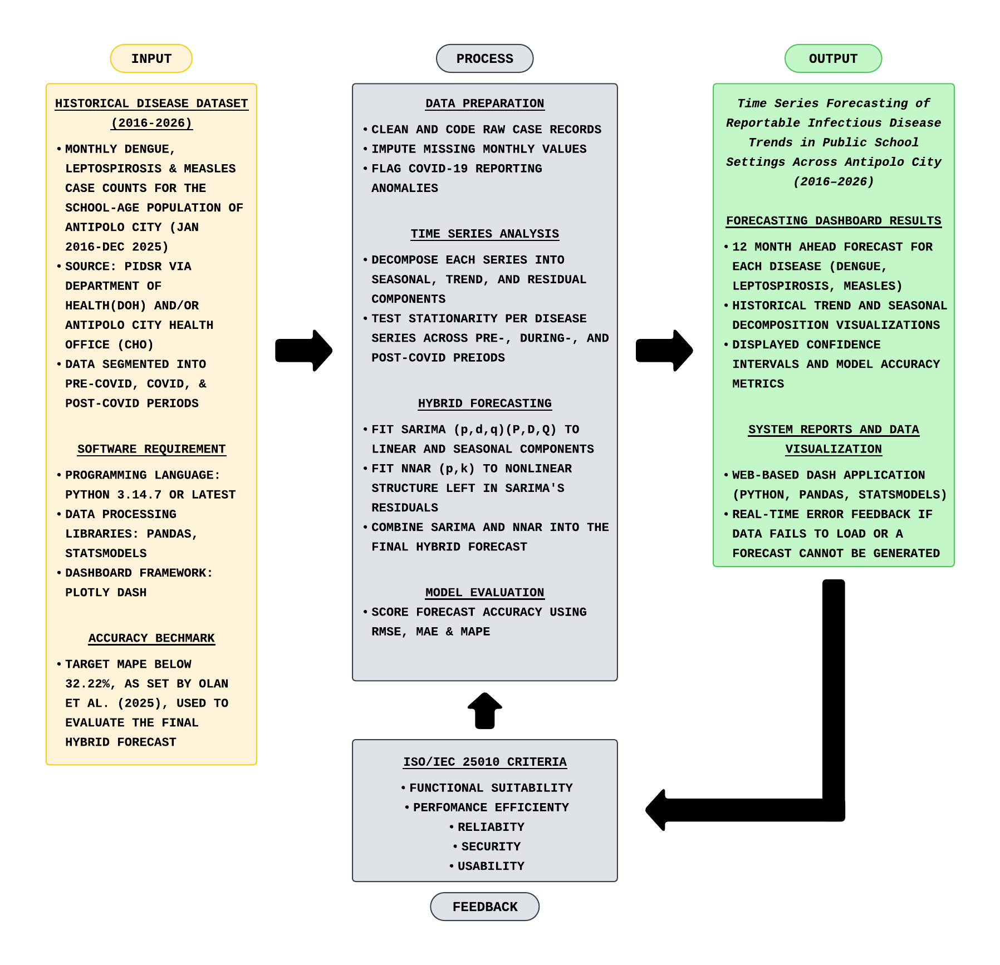 INPUT
HISTORICAL DISEASE DATASET
(2016-2026)
• MONTHLY DENGUE,
LEPTOSPIROSIS & MEASLES
CASE COUNTS FOR THE
SCHOOL-AGE POPULATION OF
ANTIPOLO CITY (JAN
2016-DEC 2025)
• SOURCE: PIDSR VIA
DEPARTMENT OF
HEALTH(DOH) AND/OR
ANTIPOLO CITY HEALTH
OFFICE (CHO)
• DATA SEGMENTED INTO
PRE-COVID, COVID, &
POST-COVID PERIODS
SOFTWARE REQUIREMENT
• PROGRAMMING LANGUAGE:
PYTHON 3.14.7 OR LATEST
• DATA PROCESSING
LIBRARIES: PANDAS,
STATSMODELS
• DASHBOARD FRAMEWORK:
PLOTLY DASH
ACCURACY BECHMARK
• TARGET MAPE BELOW
32.22%, AS SET BY OLAN
ET AL. (2025), USED TO
EVALUATE THE FINAL
HYBRID FORECAST
PROCESS
DATA PREPARATION
• CLEAN AND CODE RAW CASE RECORDS
• IMPUTE MISSING MONTHLY VALUES
• FLAG COVID-19 REPORTING
ANOMALIES
TIME SERIES ANALYSIS
• DECOMPOSE EACH SERIES INTO
SEASONAL, TREND, AND RESIDUAL
COMPONENTS
• TEST STATIONARITY PER DISEASE
SERIES ACROSS PRE-, DURING-, AND
POST-COVID PREIODS
HYBRID FORECASTING
• FIT SARIMA (p,d,q)(P,D,Q) TO
LINEAR AND SEASONAL COMPONENTS
• FIT NNAR (p,k) TO NONLINEAR
STRUCTURE LEFT IN SARIMA'S
RESIDUALS
• COMBINE SARIMA AND NNAR INTO THE
FINAL HYBRID FORECAST
MODEL EVALUATION
• SCORE FORECAST ACCURACY USING
RMSE, MAE & MAPE
OUTPUT
Time Series Forecasting of
Reportable Infectious Disease
Trends in Public School
Settings Across Antipolo City
(2016–2026)
FORECASTING DASHBOARD RESULTS
• 12 MONTH AHEAD FORECAST FOR
EACH DISEASE (DENGUE,
LEPTOSPIROSIS, MEASLES)
• HISTORICAL TREND AND SEASONAL
DECOMPOSITION VISUALIZATIONS
• DISPLAYED CONFIDENCE
INTERVALS AND MODEL ACCURACY
METRICS
SYSTEM REPORTS AND DATA
VISUALIZATION
• WEB-BASED DASH APPLICATION
(PYTHON, PANDAS, STATSMODELS)
• REAL-TIME ERROR FEEDBACK IF
DATA FAILS TO LOAD OR A
FORECAST CANNOT BE GENERATED
ISO/IEC 25010 CRITERIA
• FUNCTIONAL SUITABILITY
• PERFOMANCE EFFICIENTY
• RELIABITY
• SECURITY
• USABILITY
FEEDBACK